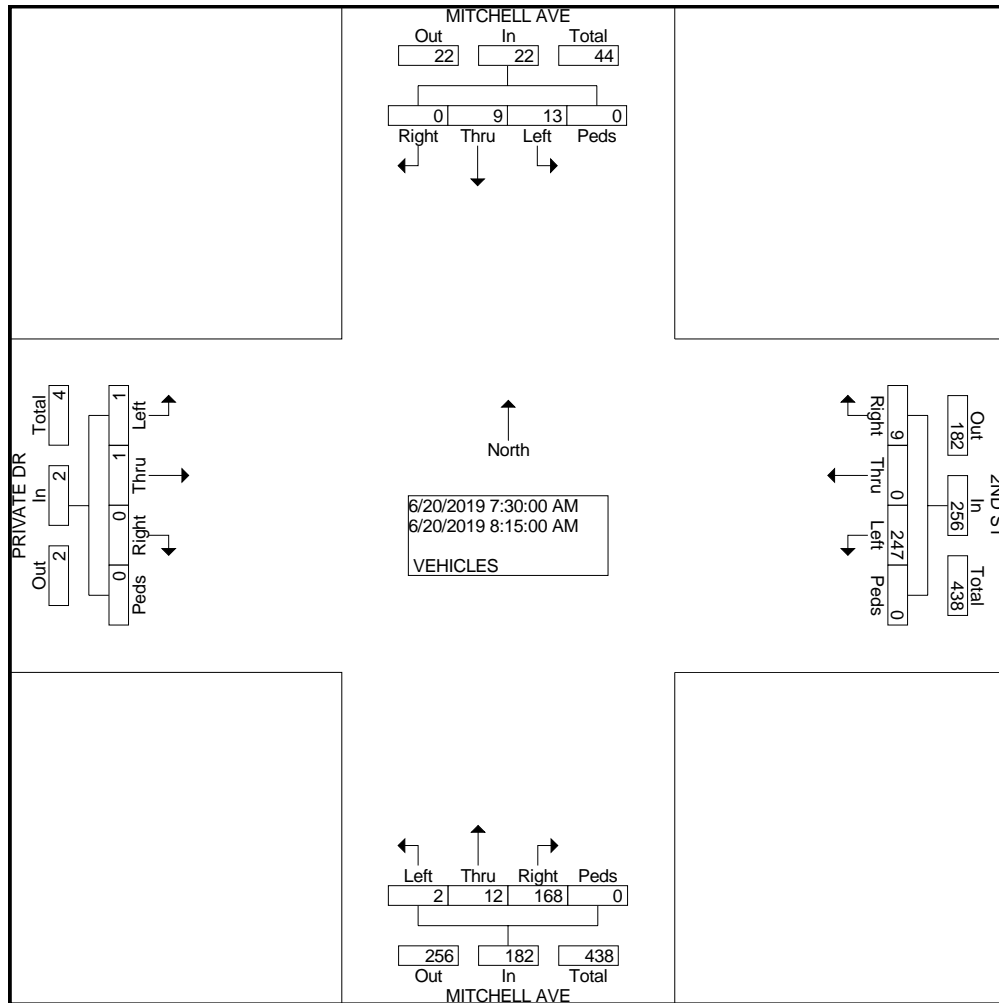 MITCHELL AVE
Out In Total
22 22 44
0 9 13 0
Right Thru Left Peds
PRIVATE DR
Out In Total
2 2 4
0 0 1 1
Peds Right Thru Left
North
6/20/2019 7:30:00 AM
6/20/2019 8:15:00 AM
VEHICLES
2ND ST
Out In Total
182 256 438
Right Thru Left Peds
9 0 247 0
Left Thru Right Peds
2 12 168 0
256 182 438
Out In Total
MITCHELL AVE